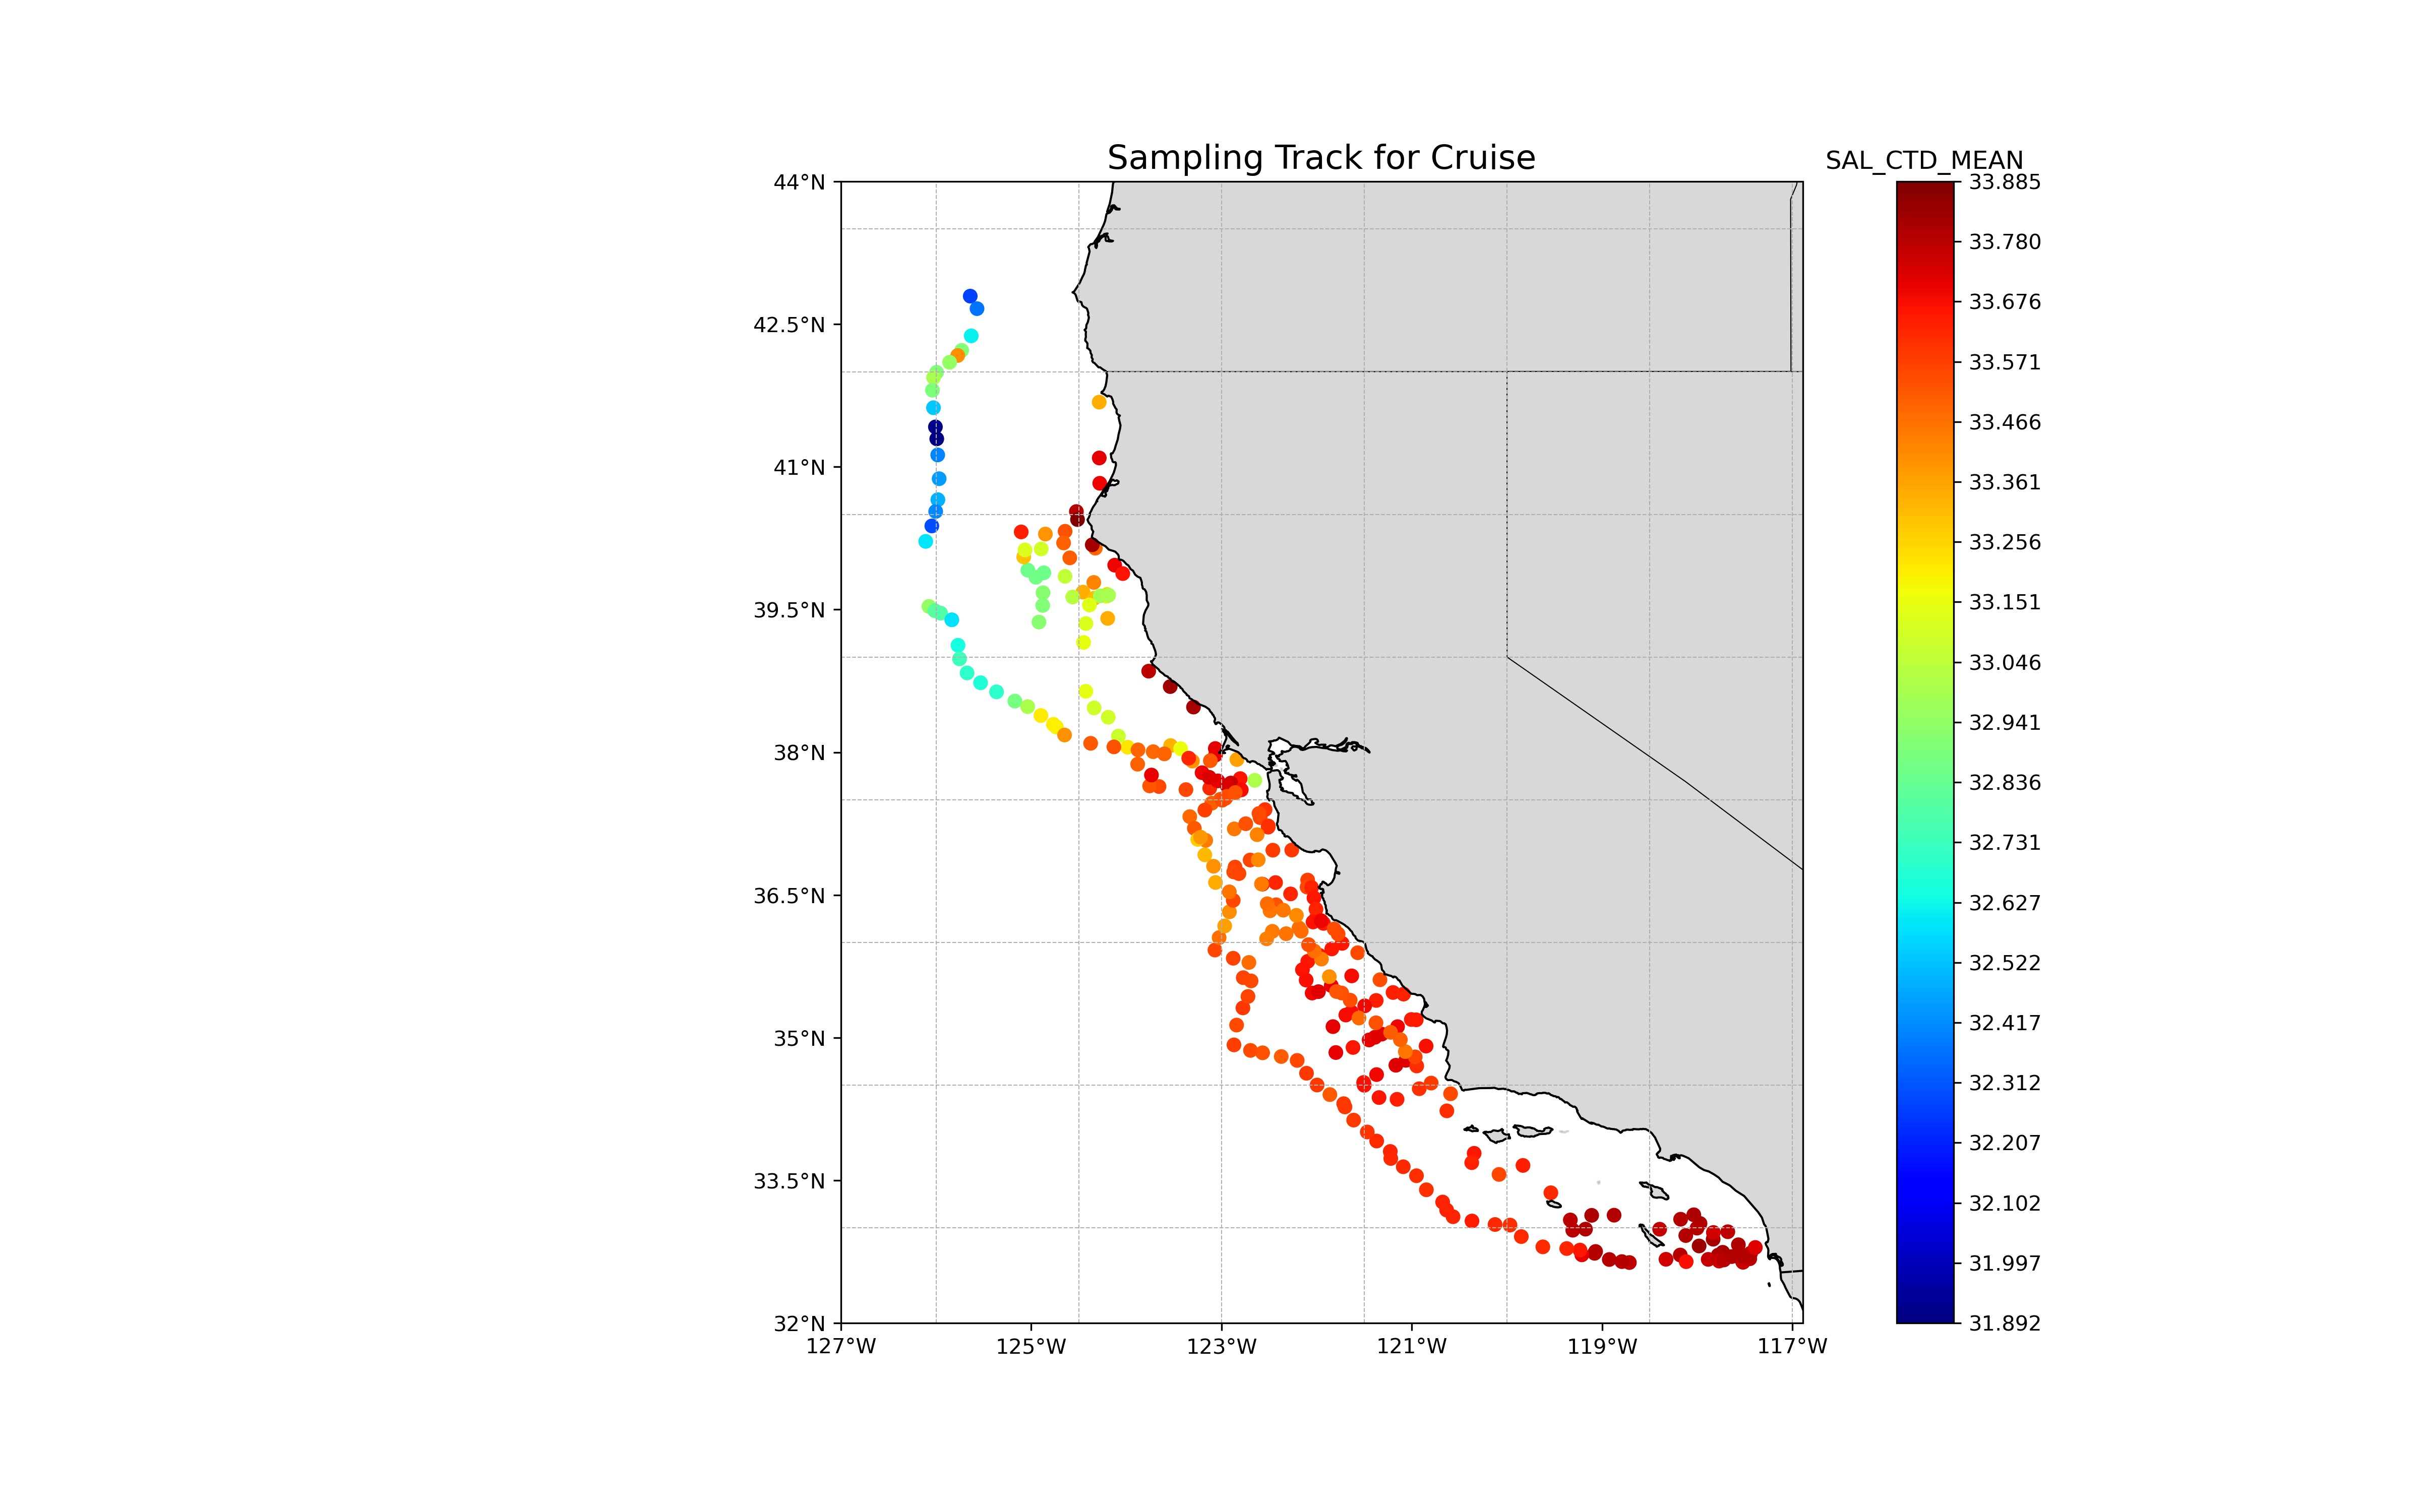 Sampling Track for Cruise
SAL_CTD_MEAN
44°N
42.5°N
41°N
39.5°N
38°N
36.5°N
35°N
33.5°N
32°N
127°W
125°W
123°W
121°W
119°W
117°W
33.885
33.780
33.676
33.571
33.466
33.361
33.256
33.151
33.046
32.941
32.836
32.731
32.627
32.522
32.417
32.312
32.207
32.102
31.997
31.892